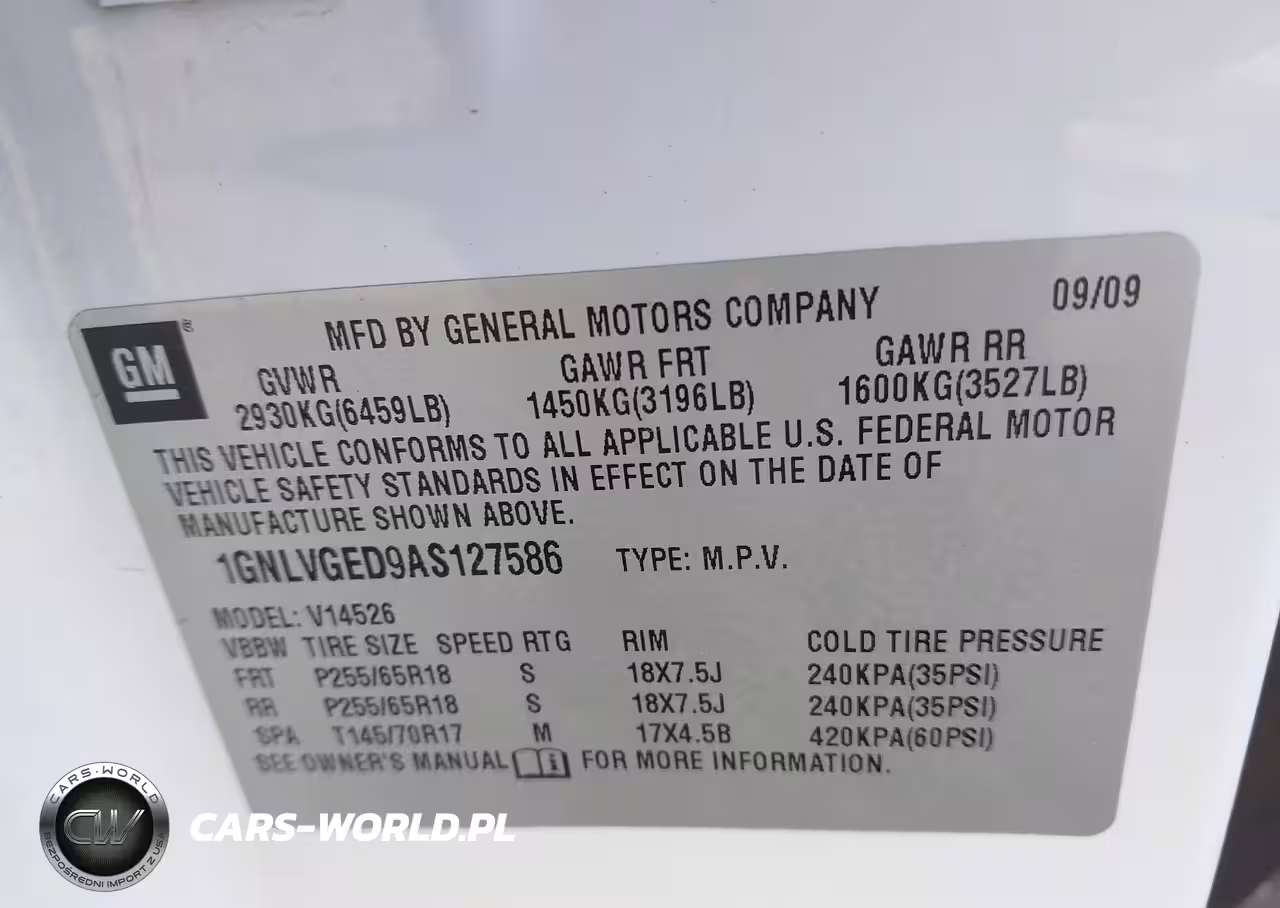 GM
®
MFD BY GENERAL MOTORS COMPANY 09/09
GVWR GAWR FRT GAWR RR
2930KG(6459LB) 1450KG(3196LB) 1600KG(3527LB)
THIS VEHICLE CONFORMS TO ALL APPLICABLE U.S. FEDERAL MOTOR
VEHICLE SAFETY STANDARDS IN EFFECT ON THE DATE OF
MANUFACTURE SHOWN ABOVE.
1GNLVGED9AS127586 TYPE: M.P.V.
MODEL: V14526
VBBW TIRE SIZE SPEED RTG RIM COLD TIRE PRESSURE
FRT P255/65R18 S 18X7.5J 240KPA(35PSI)
RR P255/65R18 S 18X7.5J 240KPA(35PSI)
SPA T145/70R17 M 17X4.5B 420KPA(60PSI)
SEE OWNER'S MANUAL i FOR MORE INFORMATION.
CARS-WORLD
CW
BEZPOŚREDNI IMPORT Z USA
CARS-WORLD.PL